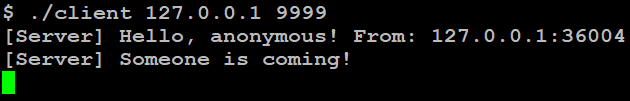 $ ./client 127.0.0.1 9999
[Server] Hello, anonymous! From: 127.0.0.1:36004
[Server] Someone is coming!